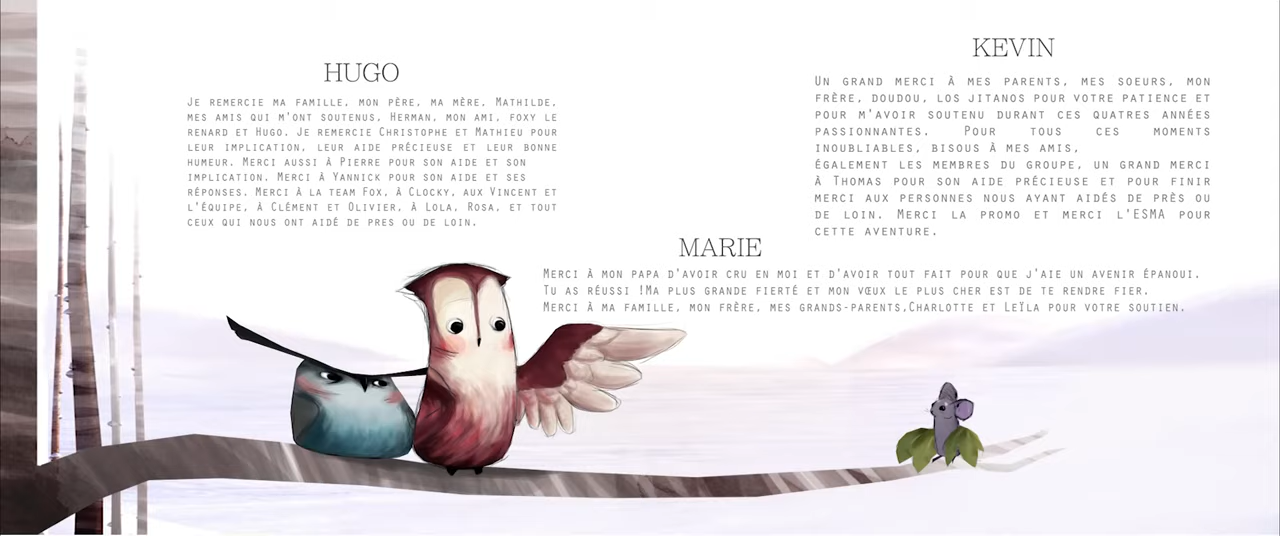 HUGO
Je remercie ma famille, mon père, ma mère, Mathilde,
mes amis qui m'ont soutenus, Herman, mon ami, foxy le
renard et Hugo. Je remercie Christophe et Mathieu pour
leur implication, leur aide précieuse et leur bonne
humeur. Merci aussi à Pierre pour son aide et son
implication. Merci à Yannick pour son aide et ses
réponses. Merci à la team Fox, à Clocky, aux Vincent et
l'équipe, à Clément et Olivier, à Lola, Rosa, et tout
ceux qui nous ont aidé de pres ou de loin.
KEVIN
Un grand merci à mes parents, mes soeurs, mon
frère, doudou, los jitanos pour votre patience et
pour m'avoir soutenu durant ces quatres années
passionnantes. Pour tous ces moments
inoubliables, bisous à mes amis,
également les membres du groupe, un grand merci
à Thomas pour son aide précieuse et pour finir
merci aux personnes nous ayant aidés de près ou
de loin. Merci la promo et merci l'ESMA pour
cette aventure.
MARIE
Merci à mon papa d'avoir cru en moi et d'avoir tout fait pour que j'aie un avenir épanoui.
Tu as réussi !Ma plus grande fierté et mon vœux le plus cher est de te rendre fier.
Merci à ma famille, mon frère, mes grands-parents,Charlotte et Leïla pour votre soutien.